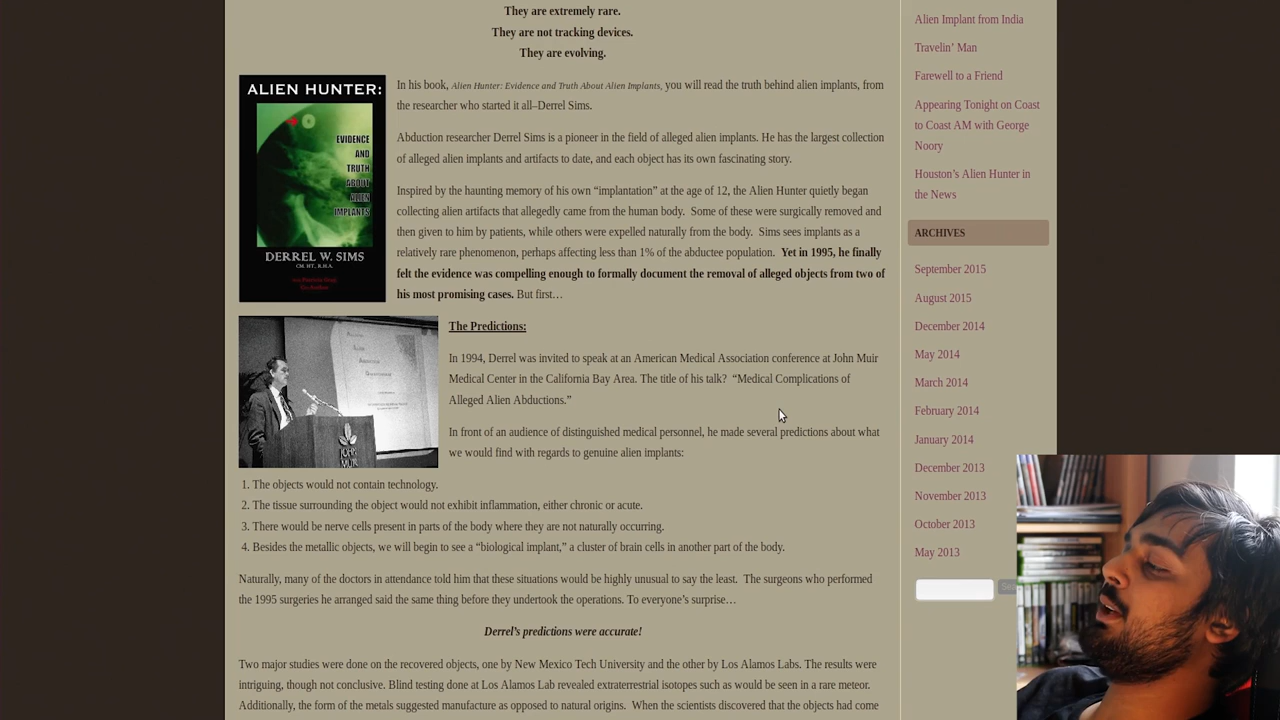 They are extremely rare.
They are not tracking devices.
They are evolving.
ALIEN HUNTER:
EVIDENCE
AND
TRUTH
ABOUT
ALIEN
IMPLANTS
DERREL W. SIMS
In his book, Alien Hunter: Evidence and Truth About Alien Implants, you will read the truth behind alien implants, from
the researcher who started it all–Derrel Sims.
Abduction researcher Derrel Sims is a pioneer in the field of alleged alien implants. He has the largest collection
of alleged alien implants and artifacts to date, and each object has its own fascinating story.
Inspired by the haunting memory of his own “implantation” at the age of 12, the Alien Hunter quietly began
collecting alien artifacts that allegedly came from the human body.  Some of these were surgically removed and
then given to him by patients, while others were expelled naturally from the body.  Sims sees implants as a
relatively rare phenomenon, perhaps affecting less than 1% of the abductee population.  Yet in 1995, he finally
felt the evidence was compelling enough to formally document the removal of alleged objects from two of
his most promising cases. But first…
JOHN
MUIR
The Predictions:
In 1994, Derrel was invited to speak at an American Medical Association conference at John Muir
Medical Center in the California Bay Area. The title of his talk?  “Medical Complications of
Alleged Alien Abductions.”
In front of an audience of distinguished medical personnel, he made several predictions about what
we would find with regards to genuine alien implants:
1. The objects would not contain technology.
2. The tissue surrounding the object would not exhibit inflammation, either chronic or acute.
3. There would be nerve cells present in parts of the body where they are not naturally occurring.
4. Besides the metallic objects, we will begin to see a “biological implant,” a cluster of brain cells in another part of the body.
Naturally, many of the doctors in attendance told him that these situations would be highly unusual to say the least.  The surgeons who performed
the 1995 surgeries he arranged said the same thing before they undertook the operations. To everyone’s surprise…
Derrel’s predictions were accurate!
Two major studies were done on the recovered objects, one by New Mexico Tech University and the other by Los Alamos Labs. The results were
intriguing, though not conclusive. Blind testing done at Los Alamos Lab revealed extraterrestrial isotopes such as would be seen in a rare meteor.
Additionally, the form of the metals suggested manufacture as opposed to natural origins.  When the scientists discovered that the objects had come
Alien Implant from India
Travelin’ Man
Farewell to a Friend
Appearing Tonight on Coast
to Coast AM with George
Noory
Houston’s Alien Hunter in
the News
ARCHIVES
September 2015
August 2015
December 2014
May 2014
March 2014
February 2014
January 2014
December 2013
November 2013
October 2013
May 2013